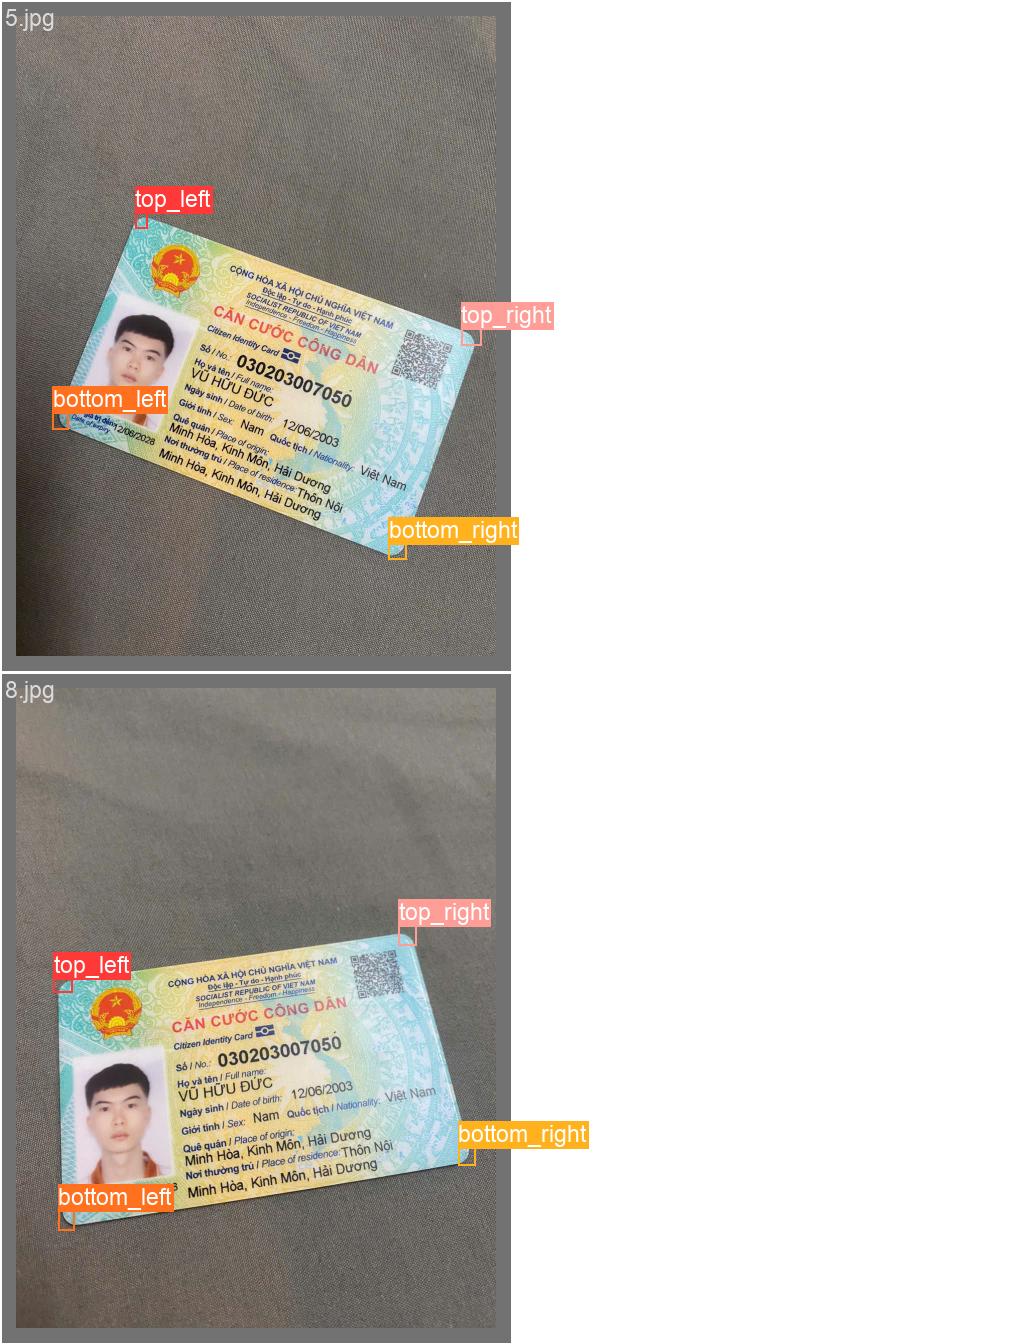 5.jpg
top_left
CỘNG HÒA XÃ HỘI CHỦ NGHĨA VIỆT NAM
Độc lập - Tự do - Hạnh phúc
SOCIALIST REPUBLIC OF VIET NAM
Independence - Freedom - Happiness
top_right
CĂN CƯỚC CÔNG DÂN
Citizen Identity Card
Số / No.: 030203007050
Họ và tên / Full name:
VŨ HỮU ĐỨC
Ngày sinh / Date of birth: 12/06/2003
Giới tính / Sex: Nam Quốc tịch / Nationality: Việt Nam
Quê quán / Place of origin:
Minh Hòa, Kinh Môn, Hải Dương
Nơi thường trú / Place of residence: Thôn Nội
Minh Hòa, Kinh Môn, Hải Dương
bottom_left
Date of expiry 12/06/2028
bottom_right
8.jpg
top_right
top_left
CỘNG HÒA XÃ HỘI CHỦ NGHĨA VIỆT NAM
Độc lập - Tự do - Hạnh phúc
SOCIALIST REPUBLIC OF VIET NAM
Independence - Freedom - Happiness
CĂN CƯỚC CÔNG DÂN
Citizen Identity Card
Số / No.: 030203007050
Họ và tên / Full name:
VŨ HỮU ĐỨC
Ngày sinh / Date of birth: 12/06/2003
Giới tính / Sex: Nam Quốc tịch / Nationality: Việt Nam
Quê quán / Place of origin:
Minh Hòa, Kinh Môn, Hải Dương
Nơi thường trú / Place of residence: Thôn Nội
Minh Hòa, Kinh Môn, Hải Dương
bottom_right
bottom_left